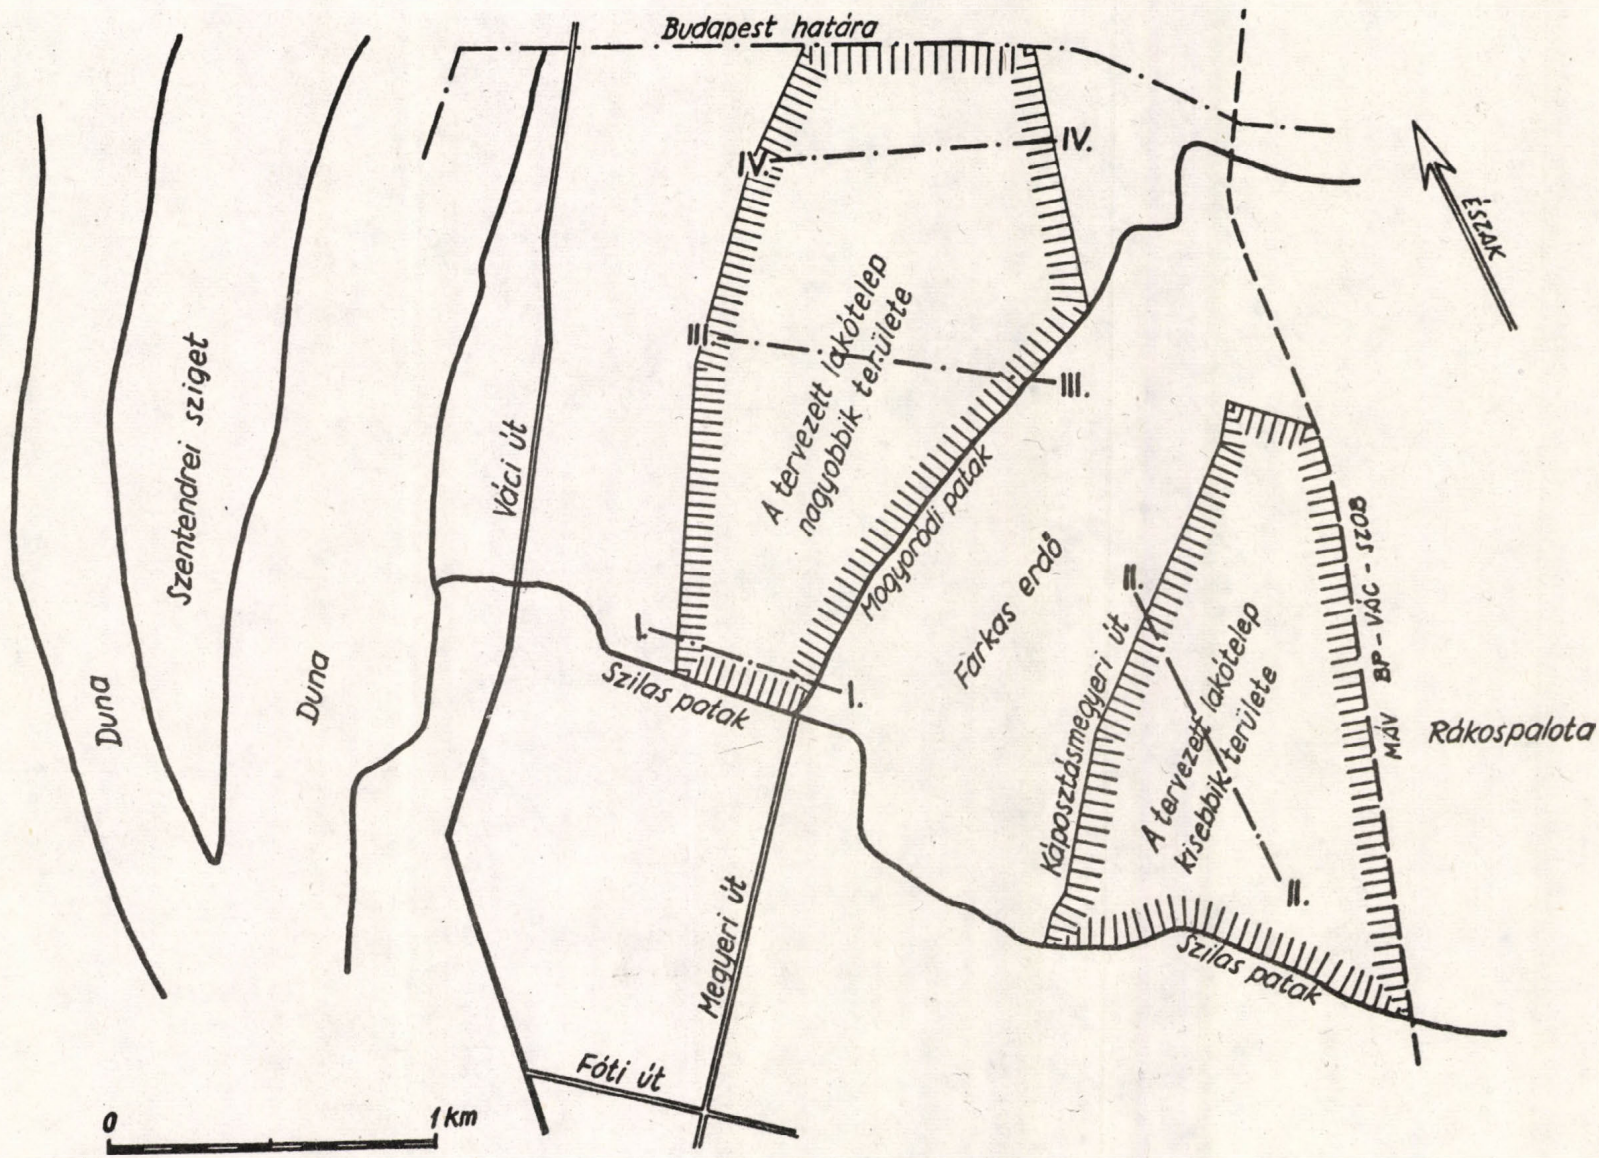 Budapest határa
IV.
IV.
ÉSZAK
A tervezett lakótelep
nagyobbik területe
III.
III.
Szentendrei sziget
Váci út
Mogyoródi patak
Farkas erdő
II.
Káposztásmegyeri út
A tervezett lakótelep
kisebbik területe
II.
MÁV BP - VÁC - SZOB
Rákospalota
I.
I.
Szilas patak
Duna
Duna
Megyeri út
Szilas patak
Fóti út
0 1 km